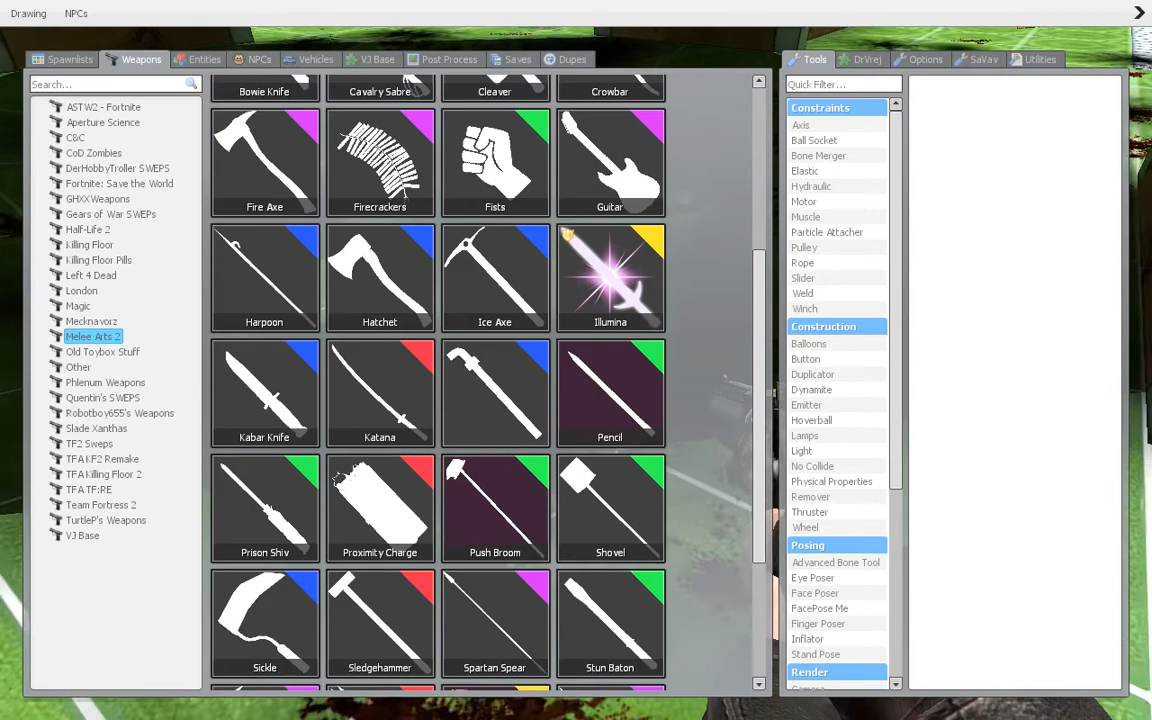 Drawing NPCs
Spawnlists Weapons Entities NPCs Vehicles VJ Base Post Process Saves Dupes
Tools DrVrej Options SaVav Utilities
Search...
Quick Filter...
ASTW2 - Fortnite
Aperture Science
C&C
CoD Zombies
DerHobbyTroller SWEPS
Fortnite: Save the World
GHXXWeapons
Gears of War SWEPs
Half-Life 2
Killing Floor
Killing Floor Pills
Left 4 Dead
London
Magic
Mecknavorz
Melee Arts 2
Old Toybox Stuff
Other
Phlenum Weapons
Quentin's SWEPS
Robotboy655's Weapons
Slade Xanthas
TF2 Sweps
TFA KF2 Remake
TFA Killing Floor 2
TFA TF:RE
Team Fortress 2
TurtleP's Weapons
VJ Base
Bowie Knife Cavalry Sabre Cleaver Crowbar
Fire Axe Firecrackers Fists Guitar
Harpoon Hatchet Ice Axe Illumina
Kabar Knife Katana Pencil
Prison Shiv Proximity Charge Push Broom Shovel
Sickle Sledgehammer Spartan Spear Stun Baton
Constraints
Axis
Ball Socket
Bone Merger
Elastic
Hydraulic
Motor
Muscle
Particle Attacher
Pulley
Rope
Slider
Weld
Winch
Construction
Balloons
Button
Duplicator
Dynamite
Emitter
Hoverball
Lamps
Light
No Collide
Physical Properties
Remover
Thruster
Wheel
Posing
Advanced Bone Tool
Eye Poser
Face Poser
FacePose Me
Finger Poser
Inflator
Stand Pose
Render